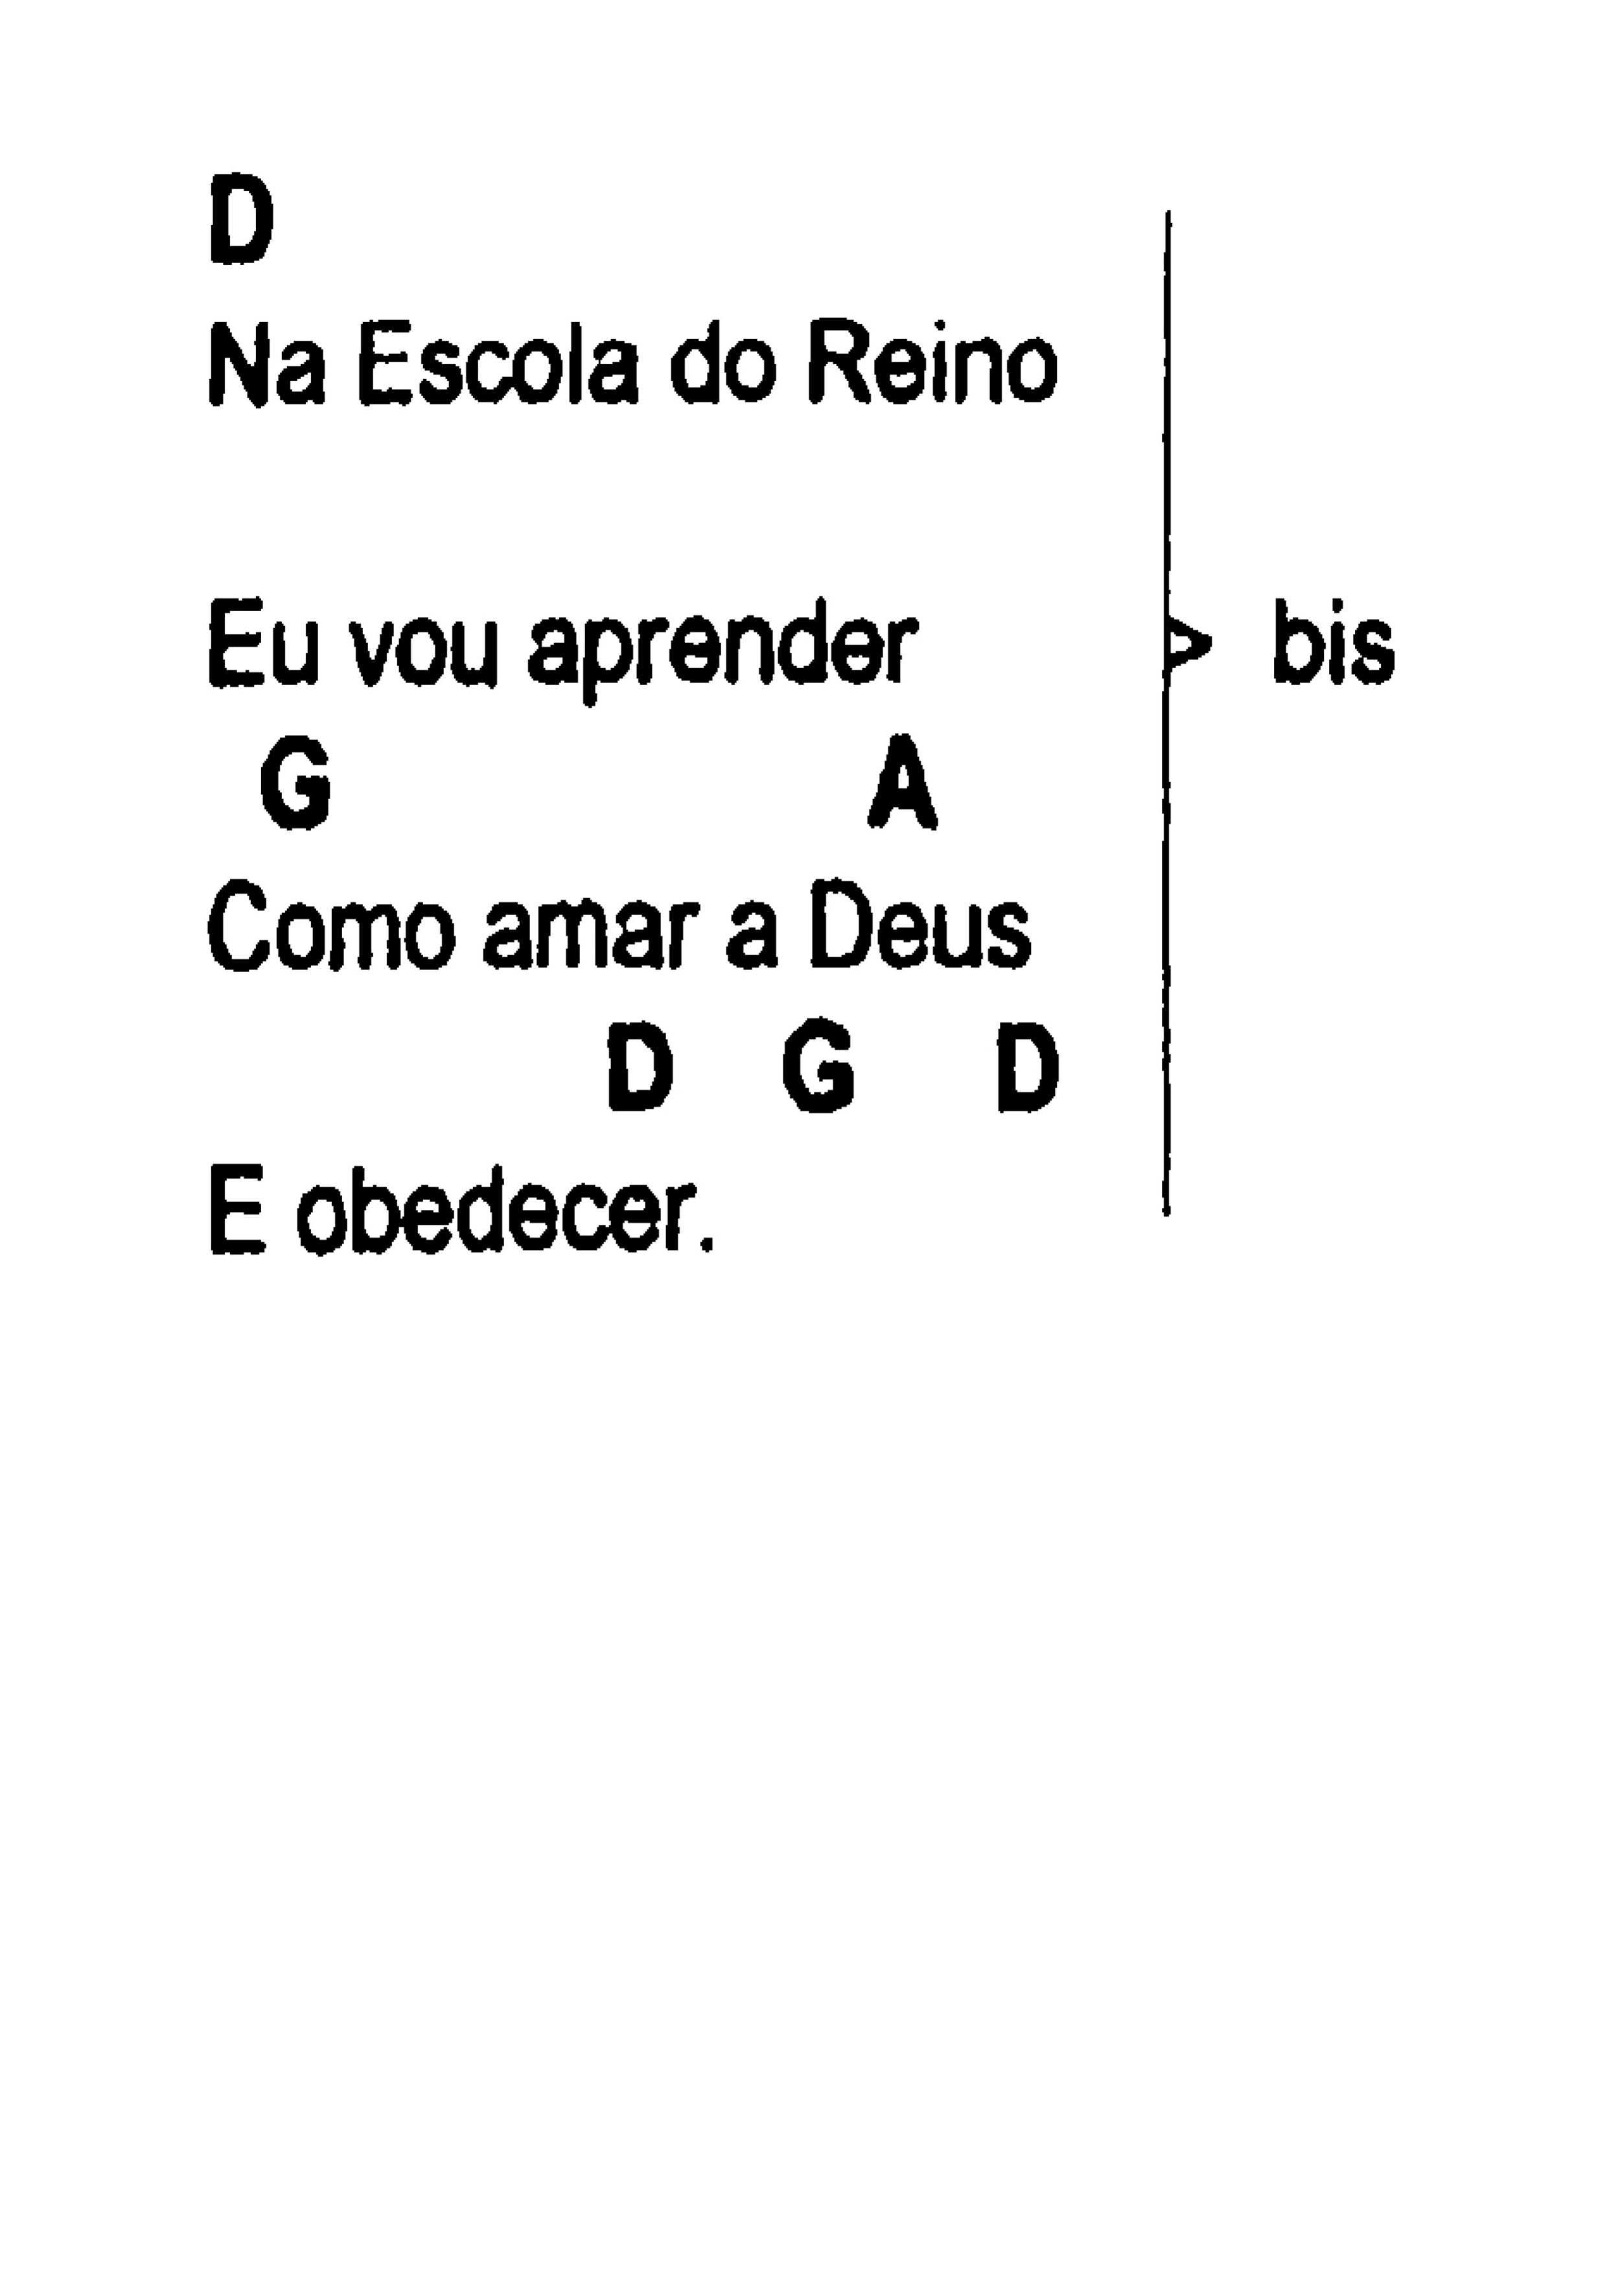 D
Na Escola do Reino
Eu vou aprender
bis
G A
Como amar a Deus
D G D
E obedecer.